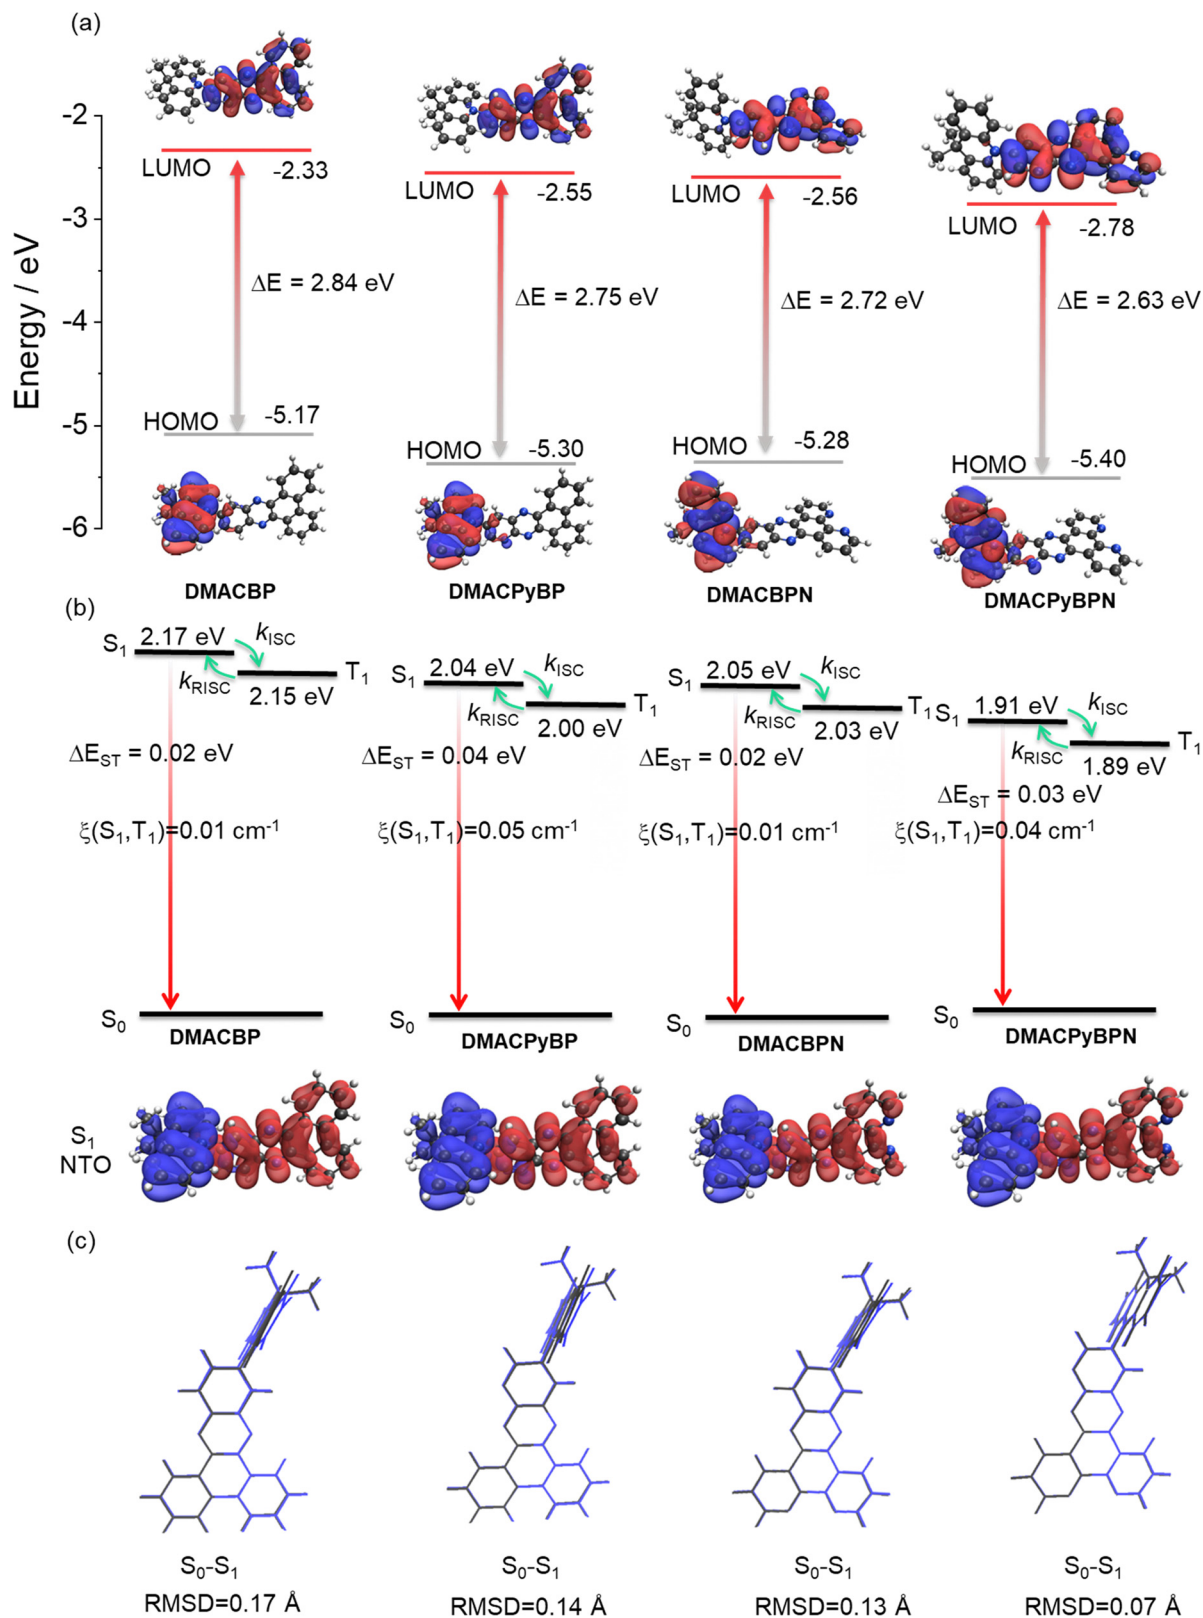 (a)
Energy / eV
-2
-3
-4
-5
-6
LUMO
-2.33
ΔE = 2.84 eV
HOMO
-5.17
DMACBP
LUMO
-2.55
ΔE = 2.75 eV
HOMO
-5.30
DMACPyBP
LUMO
-2.56
ΔE = 2.72 eV
HOMO
-5.28
DMACBPN
LUMO
-2.78
ΔE = 2.63 eV
HOMO
-5.40
DMACPyBPN
(b)
S1 2.17 eV kISC
kRISC 2.15 eV T1
ΔEST = 0.02 eV
ξ(S1,T1)=0.01 cm-1
S0
DMACBP
S1 2.04 eV kISC
kRISC 2.00 eV T1
ΔEST = 0.04 eV
ξ(S1,T1)=0.05 cm-1
S0
DMACPyBP
S1 2.05 eV kISC
kRISC 2.03 eV T1
ΔEST = 0.02 eV
ξ(S1,T1)=0.01 cm-1
S0
DMACBPN
S1 1.91 eV kISC
kRISC 1.89 eV T1
ΔEST = 0.03 eV
ξ(S1,T1)=0.04 cm-1
S0
DMACPyBPN
S1
NTO
(c)
S0-S1
RMSD=0.17 Å
S0-S1
RMSD=0.14 Å
S0-S1
RMSD=0.13 Å
S0-S1
RMSD=0.07 Å